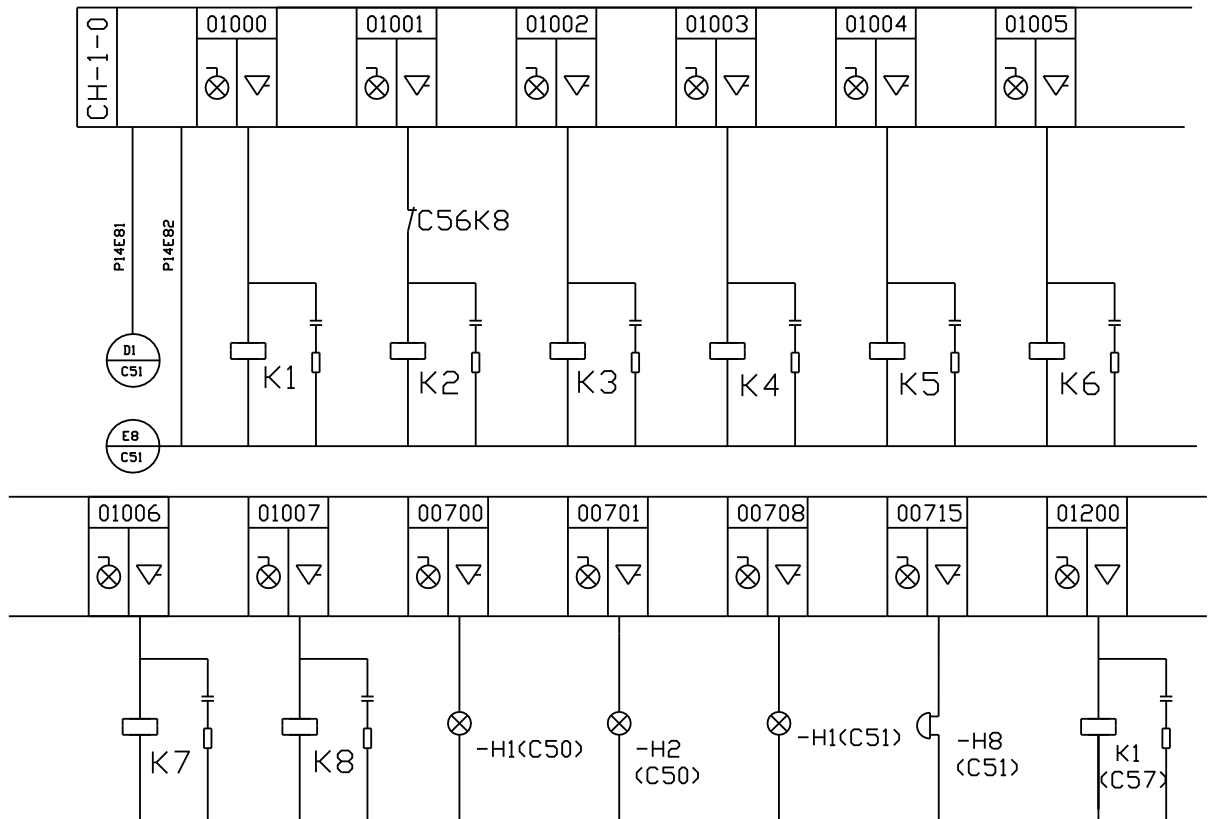 CH-1-0
01000
01001
01002
01003
01004
01005
P14E81
P14E82
C56K8
D1
C51
K1
K2
K3
K4
K5
K6
E8
C51
01006
01007
00700
00701
00708
00715
01200
K7
K8
-H1(C50)
-H2
(C50)
-H1(C51)
-H8
(C51)
K1
(C57)